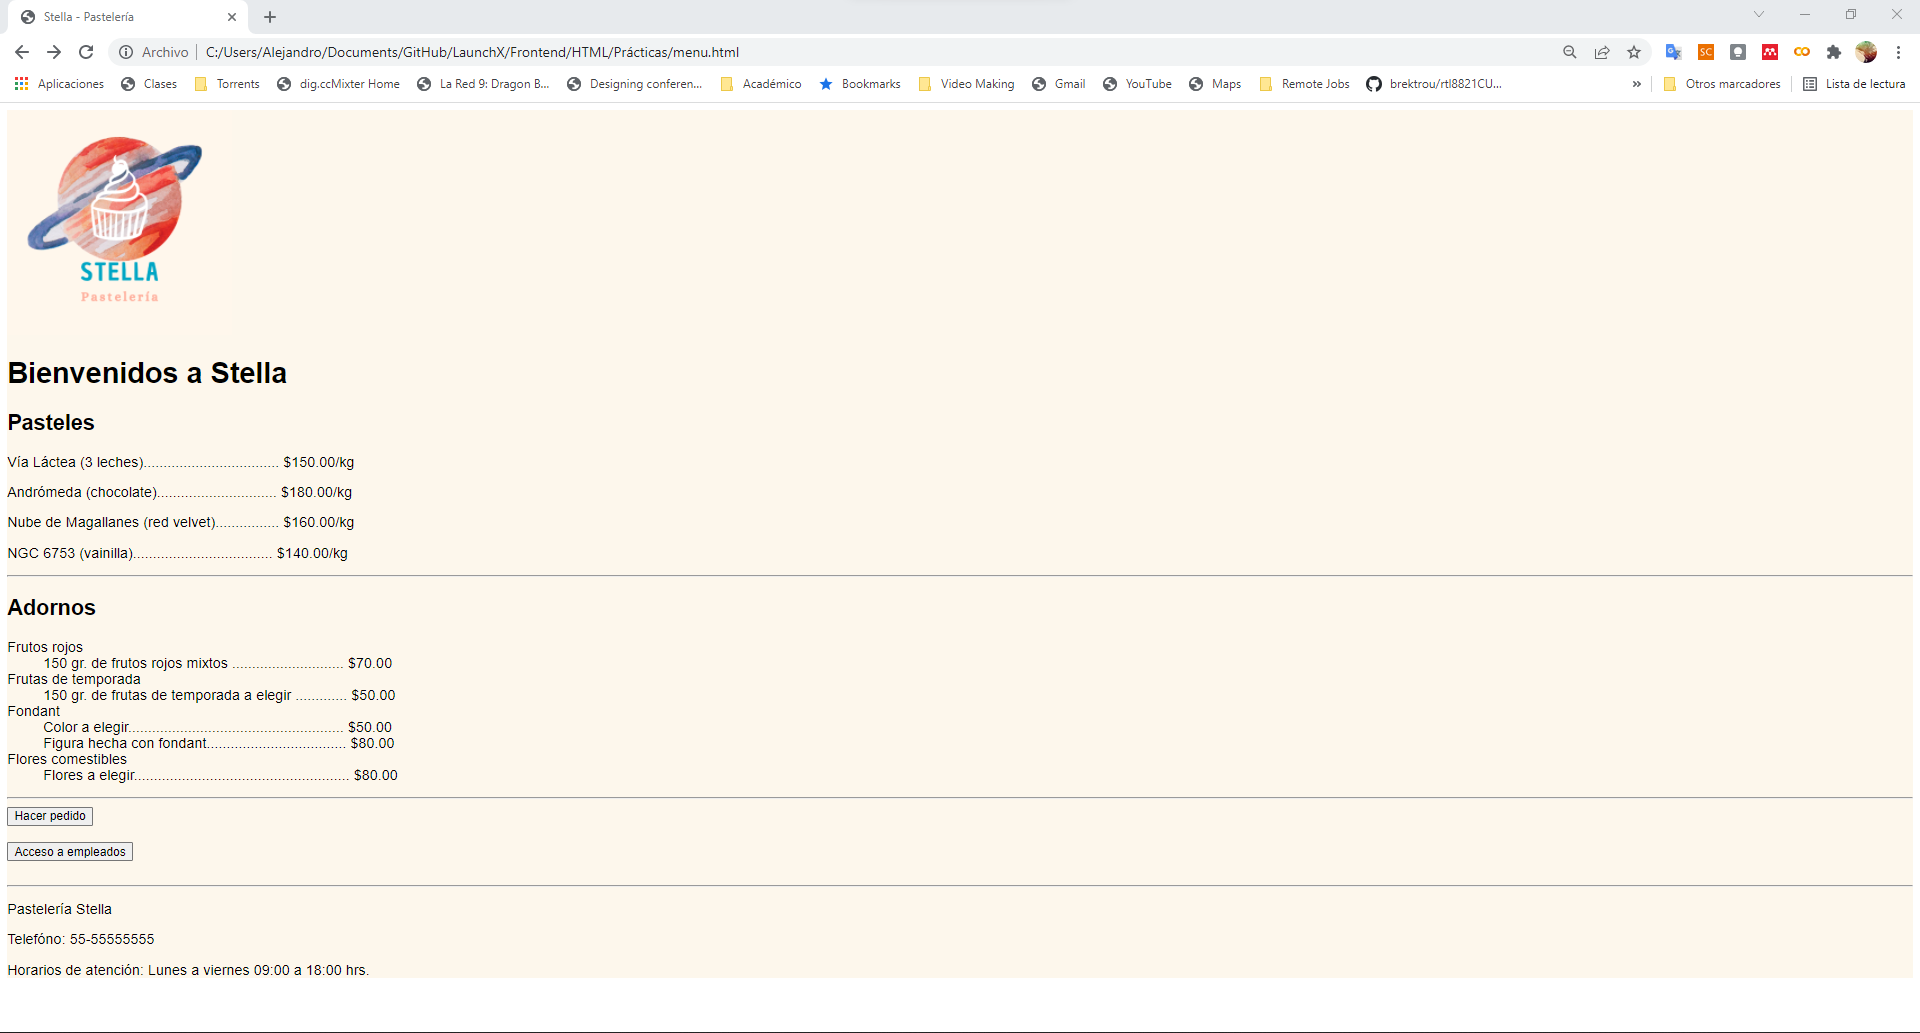 Stella - Pastelería
Archivo C:/Users/Alejandro/Documents/GitHub/LaunchX/Frontend/HTML/Prácticas/menu.html
SC
Aplicaciones Clases Torrents dig.ccMixter Home La Red 9: Dragon B... Designing conferen... Académico Bookmarks Video Making Gmail YouTube Maps Remote Jobs brektrou/rtl8821CU... » Otros marcadores Lista de lectura
STELLA
Pastelería
Bienvenidos a Stella
Pasteles
Vía Láctea (3 leches).................................. $150.00/kg
Andrómeda (chocolate).............................. $180.00/kg
Nube de Magallanes (red velvet)................ $160.00/kg
NGC 6753 (vainilla)................................... $140.00/kg
Adornos
Frutos rojos
150 gr. de frutos rojos mixtos ............................ $70.00
Frutas de temporada
150 gr. de frutas de temporada a elegir ............. $50.00
Fondant
Color a elegir...................................................... $50.00
Figura hecha con fondant................................... $80.00
Flores comestibles
Flores a elegir...................................................... $80.00
Hacer pedido
Acceso a empleados
Pastelería Stella
Telefóno: 55-55555555
Horarios de atención: Lunes a viernes 09:00 a 18:00 hrs.